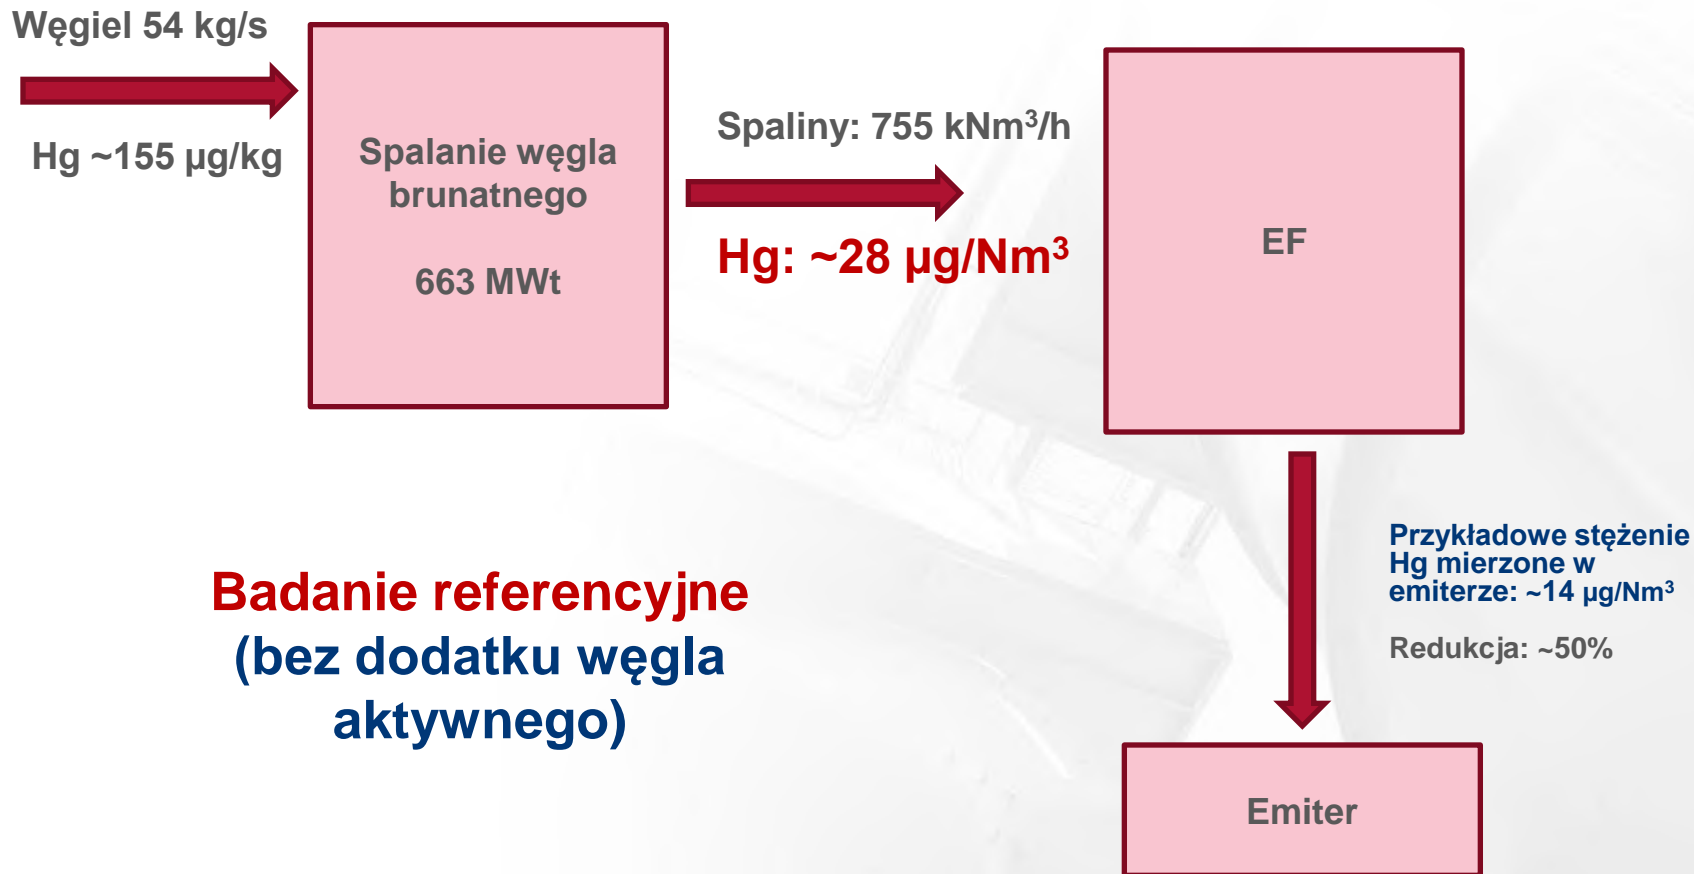 Węgiel 54 kg/s
Hg ~155 µg/kg
Spalanie węgla
brunatnego
663 MWt
Spaliny: 755 kNm³/h
Hg: ~28 µg/Nm³
EF
Przykładowe stężenie
Hg mierzone w
emiterze: ~14 µg/Nm³
Redukcja: ~50%
Badanie referencyjne
(bez dodatku węgla
aktywnego)
Emiter